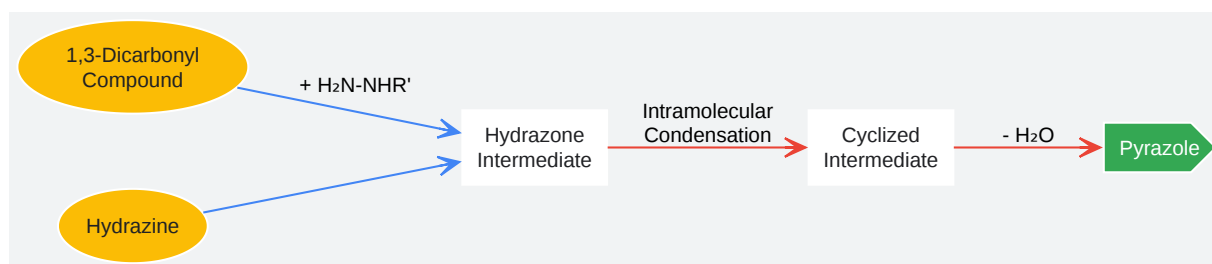 1,3-Dicarbonyl
Compound
+ H₂N-NHR'
Hydrazine
Hydrazone
Intermediate
Intramolecular
Condensation
Cyclized
Intermediate
- H₂O
Pyrazole